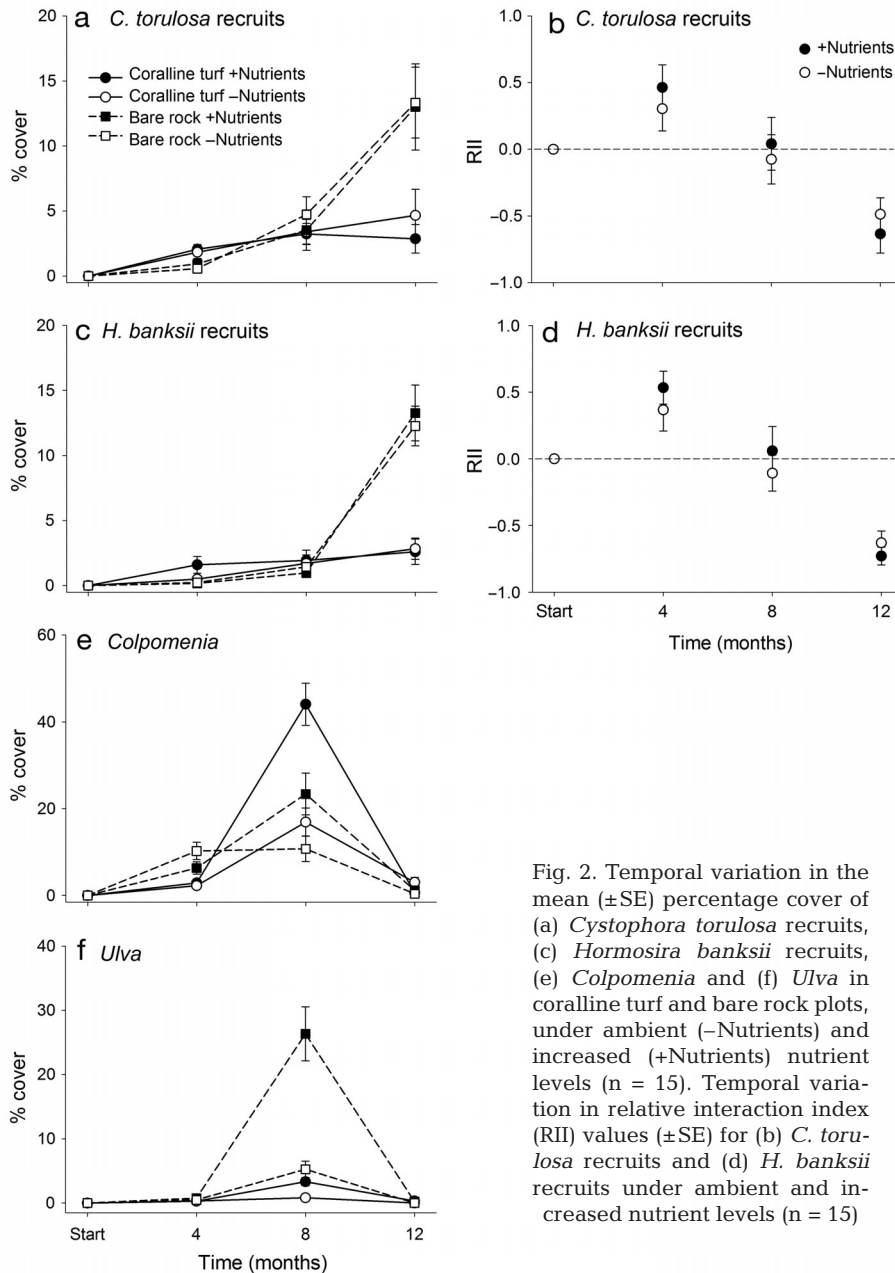 a C. torulosa recruits
20
15
10
5
0
% cover
Coralline turf +Nutrients
Coralline turf –Nutrients
Bare rock +Nutrients
Bare rock –Nutrients
b C. torulosa recruits
1.0
0.5
0.0
–0.5
–1.0
RII
+Nutrients
–Nutrients
c H. banksii recruits
20
15
10
5
0
% cover
d H. banksii recruits
1.0
0.5
0.0
–0.5
–1.0
RII
Start 4 8 12
Time (months)
e Colpomenia
60
40
20
0
% cover
f Ulva
40
30
20
10
0
% cover
Start 4 8 12
Time (months)
Fig. 2. Temporal variation in the
mean (±SE) percentage cover of
(a) Cystophora torulosa recruits,
(c) Hormosira banksii recruits,
(e) Colpomenia and (f) Ulva in
coralline turf and bare rock plots,
under ambient (–Nutrients) and
increased (+Nutrients) nutrient
levels (n = 15). Temporal varia-
tion in relative interaction index
(RII) values (±SE) for (b) C. toru-
losa recruits and (d) H. banksii
recruits under ambient and in-
creased nutrient levels (n = 15)